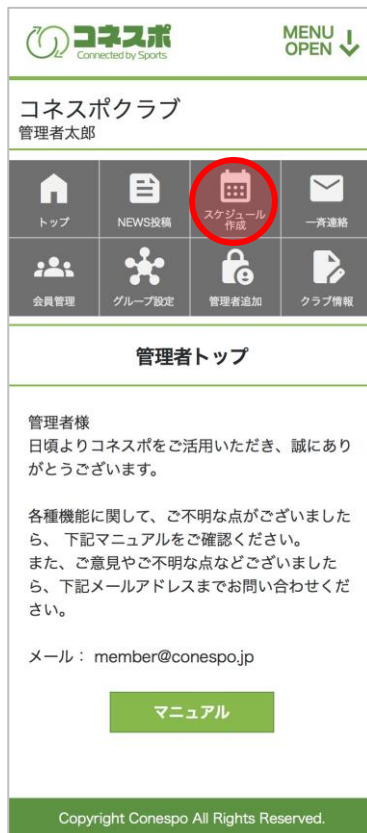 コネスポ
Connected by Sports
MENU
OPEN
コネスポクラブ
管理者太郎
トップ
NEWS投稿
スケジュール
作成
一斉連絡
会員管理
グループ設定
管理者追加
クラブ情報
管理者トップ
管理者様
日頃よりコネスポをご活用いただき、誠にあり
がとうございます。
各種機能に関して、ご不明な点がございました
ら、 下記マニュアルをご確認ください。
また、ご意見やご不明な点などございました
ら、下記メールアドレスまでお問い合わせくだ
さい。
メール： member@conespo.jp
マニュアル
Copyright Conespo All Rights Reserved.